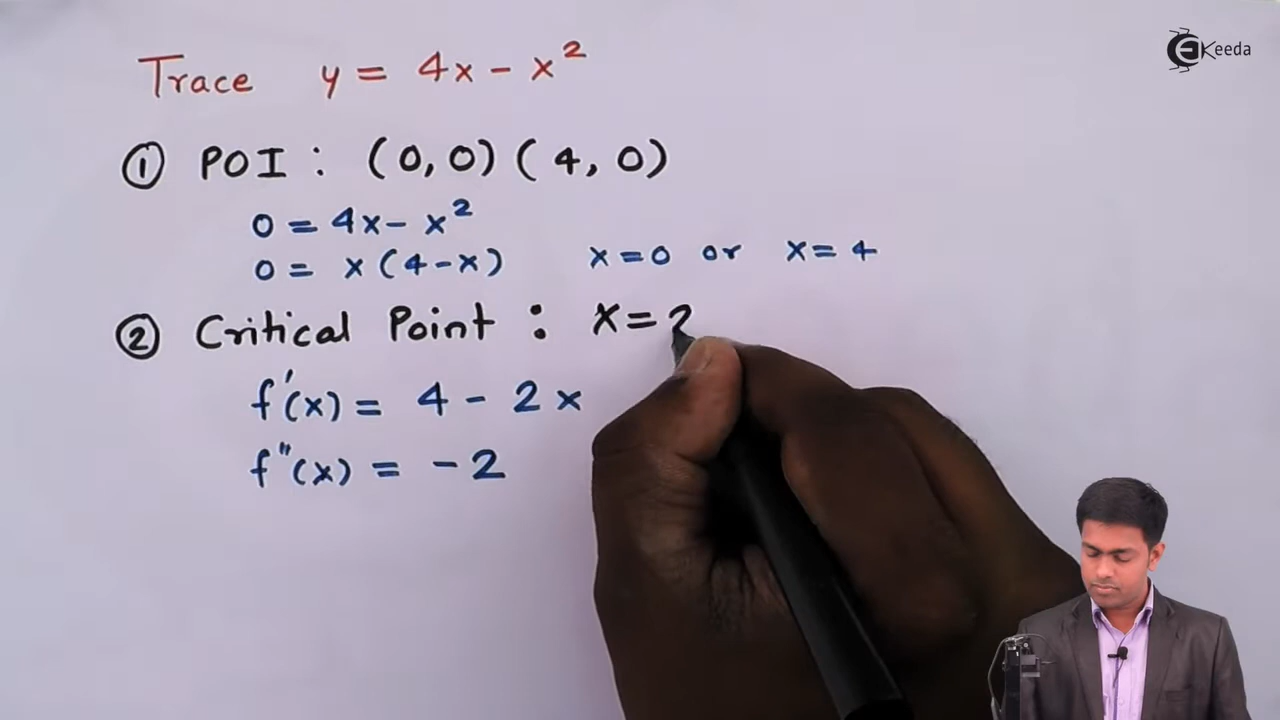 Trace y = 4x - x²
① POI : (0,0) (4,0)
0 = 4x - x²
0 = x(4-x) x=0 or x=4
② Critical Point : x=2
f'(x) = 4 - 2x
f"(x) = -2
EKeeda